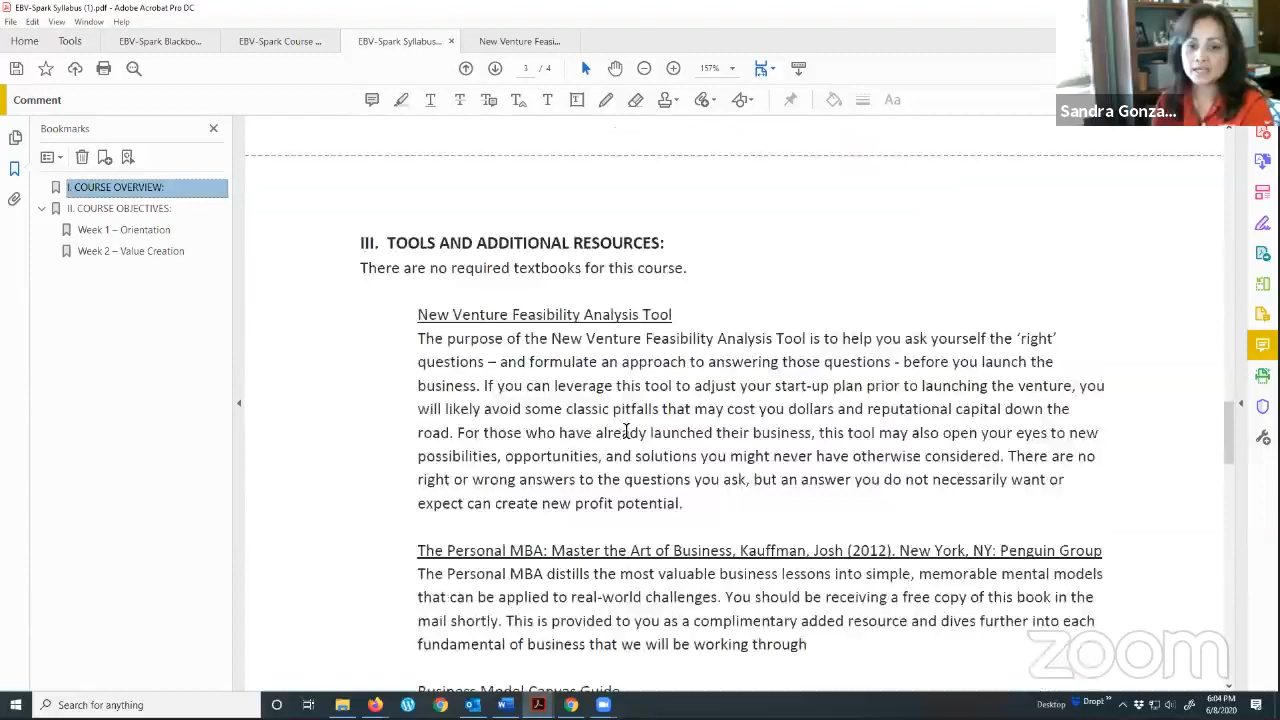 EBV-Spark Syllabus (1).pdf - Adobe Acrobat Pro DC
File Edit View Window Help
Home Tools EBV-Spark Blackbo... EBV-Spark Course ... EBV-Spark Syllabus... × New Venture Feasi...
3 / 4 157%
Comment
Aa
Sandra Gonza...
Bookmarks
I. COURSE OVERVIEW:
II. COURSE OBJECTIVES:
Week 1 – Orientation
Week 2 – Value Creation
III. TOOLS AND ADDITIONAL RESOURCES:
There are no required textbooks for this course.
New Venture Feasibility Analysis Tool
The purpose of the New Venture Feasibility Analysis Tool is to help you ask yourself the ‘right’
questions – and formulate an approach to answering those questions - before you launch the
business. If you can leverage this tool to adjust your start-up plan prior to launching the venture, you
will likely avoid some classic pitfalls that may cost you dollars and reputational capital down the
road. For those who have already launched their business, this tool may also open your eyes to new
possibilities, opportunities, and solutions you might never have otherwise considered. There are no
right or wrong answers to the questions you ask, but an answer you do not necessarily want or
expect can create new profit potential.
The Personal MBA: Master the Art of Business, Kauffman, Josh (2012). New York, NY: Penguin Group
The Personal MBA distills the most valuable business lessons into simple, memorable mental models
that can be applied to real-world challenges. You should be receiving a free copy of this book in the
mail shortly. This is provided to you as a complimentary added resource and dives further into each
fundamental of business that we will be working through
Business Model Canvas Guide
zoom
Search for anything
Desktop Dropb
6:04 PM
6/8/2020